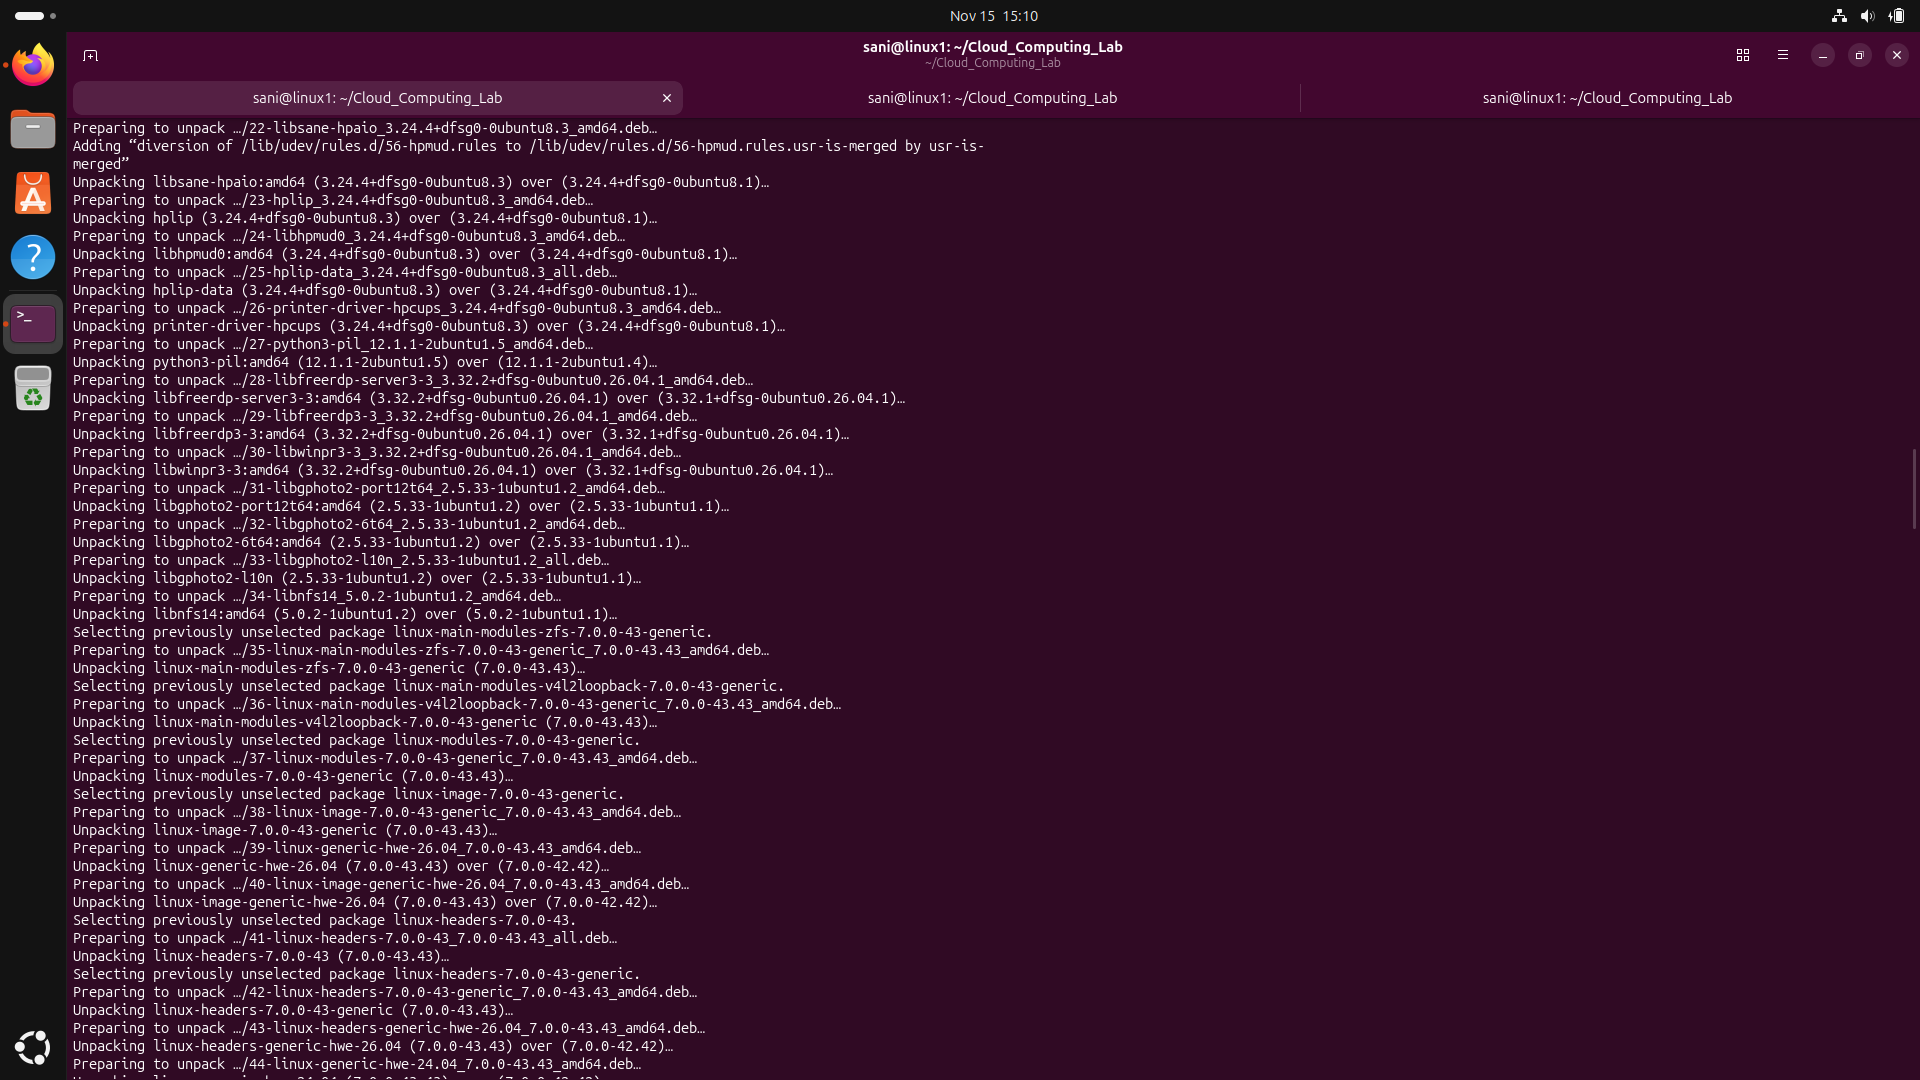 Nov 15 15:10
sani@linux1: ~/Cloud_Computing_Lab
~/Cloud_Computing_Lab
sani@linux1: ~/Cloud_Computing_Lab
sani@linux1: ~/Cloud_Computing_Lab
sani@linux1: ~/Cloud_Computing_Lab
Preparing to unpack …/22-libsane-hpaio_3.24.4+dfsg0-0ubuntu8.3_amd64.deb…
Adding “diversion of /lib/udev/rules.d/56-hpmud.rules to /lib/udev/rules.d/56-hpmud.rules.usr-is-merged by usr-is-
merged”
Unpacking libsane-hpaio:amd64 (3.24.4+dfsg0-0ubuntu8.3) over (3.24.4+dfsg0-0ubuntu8.1)…
Preparing to unpack …/23-hplip_3.24.4+dfsg0-0ubuntu8.3_amd64.deb…
Unpacking hplip (3.24.4+dfsg0-0ubuntu8.3) over (3.24.4+dfsg0-0ubuntu8.1)…
Preparing to unpack …/24-libhpmud0_3.24.4+dfsg0-0ubuntu8.3_amd64.deb…
Unpacking libhpmud0:amd64 (3.24.4+dfsg0-0ubuntu8.3) over (3.24.4+dfsg0-0ubuntu8.1)…
Preparing to unpack …/25-hplip-data_3.24.4+dfsg0-0ubuntu8.3_all.deb…
Unpacking hplip-data (3.24.4+dfsg0-0ubuntu8.3) over (3.24.4+dfsg0-0ubuntu8.1)…
Preparing to unpack …/26-printer-driver-hpcups_3.24.4+dfsg0-0ubuntu8.3_amd64.deb…
Unpacking printer-driver-hpcups (3.24.4+dfsg0-0ubuntu8.3) over (3.24.4+dfsg0-0ubuntu8.1)…
Preparing to unpack …/27-python3-pil_12.1.1-2ubuntu1.5_amd64.deb…
Unpacking python3-pil:amd64 (12.1.1-2ubuntu1.5) over (12.1.1-2ubuntu1.4)…
Preparing to unpack …/28-libfreerdp-server3-3_3.32.2+dfsg-0ubuntu0.26.04.1_amd64.deb…
Unpacking libfreerdp-server3-3:amd64 (3.32.2+dfsg-0ubuntu0.26.04.1) over (3.32.1+dfsg-0ubuntu0.26.04.1)…
Preparing to unpack …/29-libfreerdp3-3_3.32.2+dfsg-0ubuntu0.26.04.1_amd64.deb…
Unpacking libfreerdp3-3:amd64 (3.32.2+dfsg-0ubuntu0.26.04.1) over (3.32.1+dfsg-0ubuntu0.26.04.1)…
Preparing to unpack …/30-libwinpr3-3_3.32.2+dfsg-0ubuntu0.26.04.1_amd64.deb…
Unpacking libwinpr3-3:amd64 (3.32.2+dfsg-0ubuntu0.26.04.1) over (3.32.1+dfsg-0ubuntu0.26.04.1)…
Preparing to unpack …/31-libgphoto2-port12t64_2.5.33-1ubuntu1.2_amd64.deb…
Unpacking libgphoto2-port12t64:amd64 (2.5.33-1ubuntu1.2) over (2.5.33-1ubuntu1.1)…
Preparing to unpack …/32-libgphoto2-6t64_2.5.33-1ubuntu1.2_amd64.deb…
Unpacking libgphoto2-6t64:amd64 (2.5.33-1ubuntu1.2) over (2.5.33-1ubuntu1.1)…
Preparing to unpack …/33-libgphoto2-l10n_2.5.33-1ubuntu1.2_all.deb…
Unpacking libgphoto2-l10n (2.5.33-1ubuntu1.2) over (2.5.33-1ubuntu1.1)…
Preparing to unpack …/34-libnfs14_5.0.2-1ubuntu1.2_amd64.deb…
Unpacking libnfs14:amd64 (5.0.2-1ubuntu1.2) over (5.0.2-1ubuntu1.1)…
Selecting previously unselected package linux-main-modules-zfs-7.0.0-43-generic.
Preparing to unpack …/35-linux-main-modules-zfs-7.0.0-43-generic_7.0.0-43.43_amd64.deb…
Unpacking linux-main-modules-zfs-7.0.0-43-generic (7.0.0-43.43)…
Selecting previously unselected package linux-main-modules-v4l2loopback-7.0.0-43-generic.
Preparing to unpack …/36-linux-main-modules-v4l2loopback-7.0.0-43-generic_7.0.0-43.43_amd64.deb…
Unpacking linux-main-modules-v4l2loopback-7.0.0-43-generic (7.0.0-43.43)…
Selecting previously unselected package linux-modules-7.0.0-43-generic.
Preparing to unpack …/37-linux-modules-7.0.0-43-generic_7.0.0-43.43_amd64.deb…
Unpacking linux-modules-7.0.0-43-generic (7.0.0-43.43)…
Selecting previously unselected package linux-image-7.0.0-43-generic.
Preparing to unpack …/38-linux-image-7.0.0-43-generic_7.0.0-43.43_amd64.deb…
Unpacking linux-image-7.0.0-43-generic (7.0.0-43.43)…
Preparing to unpack …/39-linux-generic-hwe-26.04_7.0.0-43.43_amd64.deb…
Unpacking linux-generic-hwe-26.04 (7.0.0-43.43) over (7.0.0-42.42)…
Preparing to unpack …/40-linux-image-generic-hwe-26.04_7.0.0-43.43_amd64.deb…
Unpacking linux-image-generic-hwe-26.04 (7.0.0-43.43) over (7.0.0-42.42)…
Selecting previously unselected package linux-headers-7.0.0-43.
Preparing to unpack …/41-linux-headers-7.0.0-43_7.0.0-43.43_all.deb…
Unpacking linux-headers-7.0.0-43 (7.0.0-43.43)…
Selecting previously unselected package linux-headers-7.0.0-43-generic.
Preparing to unpack …/42-linux-headers-7.0.0-43-generic_7.0.0-43.43_amd64.deb…
Unpacking linux-headers-7.0.0-43-generic (7.0.0-43.43)…
Preparing to unpack …/43-linux-headers-generic-hwe-26.04_7.0.0-43.43_amd64.deb…
Unpacking linux-headers-generic-hwe-26.04 (7.0.0-43.43) over (7.0.0-42.42)…
Preparing to unpack …/44-linux-generic-hwe-24.04_7.0.0-43.43_amd64.deb…